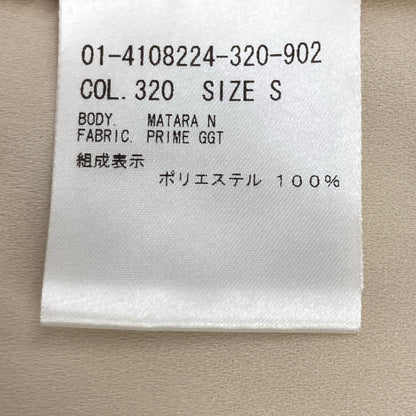 01-4108224-320-902
COL.320 SIZE S
BODY. MATARA N
FABRIC. PRIME GGT
組成表示
ポリエステル 100%